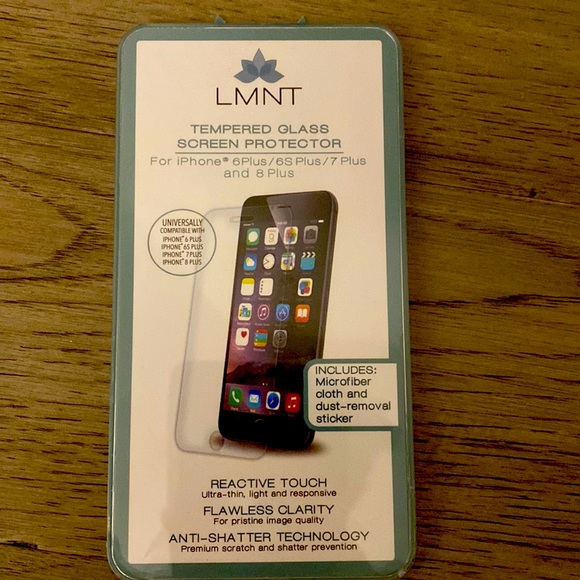 LMNT
TEMPERED GLASS
SCREEN PROTECTOR
For iPhone® 6Plus/6S Plus/7 Plus
and 8 Plus
UNIVERSALLY
COMPATIBLE WITH
IPHONE® 6 PLUS
IPHONE® 6S PLUS
IPHONE® 7 PLUS
IPHONE® 8 PLUS
INCLUDES:
Microfiber
cloth and
dust-removal
sticker
REACTIVE TOUCH
Ultra-thin, light and responsive
FLAWLESS CLARITY
For pristine image quality
ANTI-SHATTER TECHNOLOGY
Premium scratch and shatter prevention